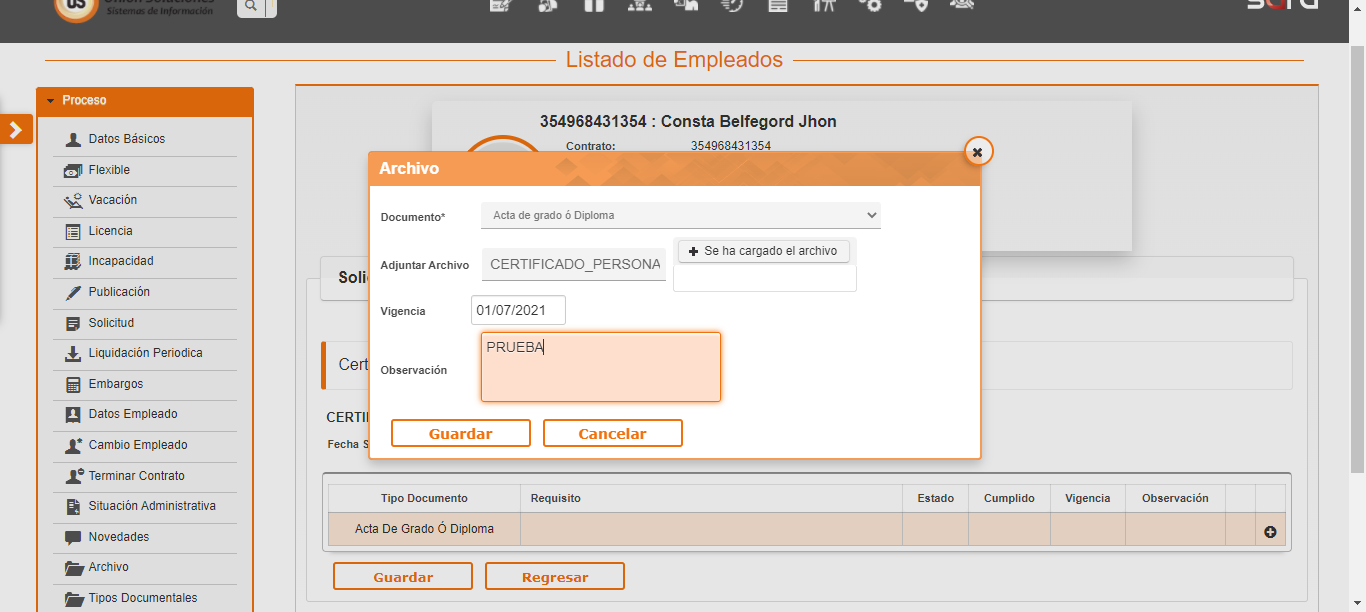 Sistemas de Información
Listado de Empleados
Proceso
Datos Básicos
Flexible
Vacación
Licencia
Incapacidad
Publicación
Solicitud
Liquidación Periodica
Embargos
Datos Empleado
Cambio Empleado
Terminar Contrato
Situación Administrativa
Novedades
Archivo
Tipos Documentales
354968431354 : Consta Belfegord Jhon
Contrato: 354968431354
Archivo
Documento* Acta de grado ó Diploma
Adjuntar Archivo CERTIFICADO_PERSONA Se ha cargado el archivo
Vigencia 01/07/2021
Observación PRUEBA
Guardar Cancelar
Soli
Cert
CERTI
Fecha S
Tipo Documento Requisito Estado Cumplido Vigencia Observación
Acta De Grado Ó Diploma
Guardar Regresar